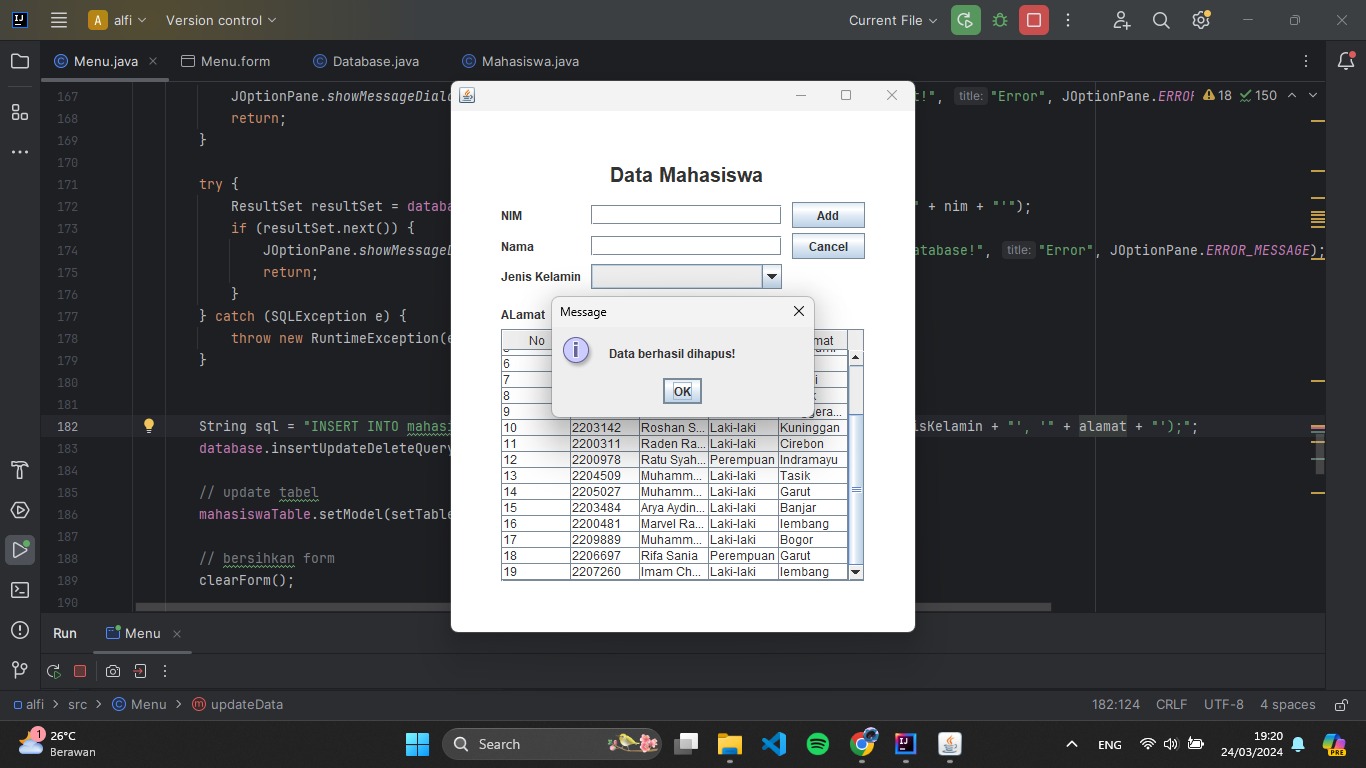 A alfi Version control Current File
Menu.java Menu.form Database.java Mahasiswa.java
167 JOptionPane.showMessageDial !", title: "Error", JOptionPane.ERROR 18 150
168 return;
169 }
170
171 try {
172 ResultSet resultSet = databa " + nim + "'");
173 if (resultSet.next()) {
174 JOptionPane.showMessageD atabase!", title: "Error", JOptionPane.ERROR_MESSAGE);
175 return;
176 }
177 } catch (SQLException e) {
178 throw new RuntimeException(e
179 }
180
181
182 String sql = "INSERT INTO mahasi isKelamin + "', '" + alamat + "');";
183 database.insertUpdateDeleteQuery
184
185 // update tabel
186 mahasiswaTable.setModel(setTable
187
188 // bersihkan form
189 clearForm();
190
Data Mahasiswa
NIM Add
Nama Cancel
Jenis Kelamin
ALamat
Message
Data berhasil dihapus!
OK
No mat
6
7 i
8
9 ggera...
10 2203142 Roshan S... Laki-laki Kuninggan
11 2200311 Raden Ra... Laki-laki Cirebon
12 2200978 Ratu Syah... Perempuan Indramayu
13 2204509 Muhamm... Laki-laki Tasik
14 2205027 Muhamm... Laki-laki Garut
15 2203484 Arya Aydin... Laki-laki Banjar
16 2200481 Marvel Ra... Laki-laki lembang
17 2209889 Muhamm... Laki-laki Bogor
18 2206697 Rifa Sania Perempuan Garut
19 2207260 Imam Ch... Laki-laki lembang
Run Menu
alfi > src > Menu > updateData 182:124 CRLF UTF-8 4 spaces
1 26°C
Berawan
Search
ENG
19:20
24/03/2024
PRE